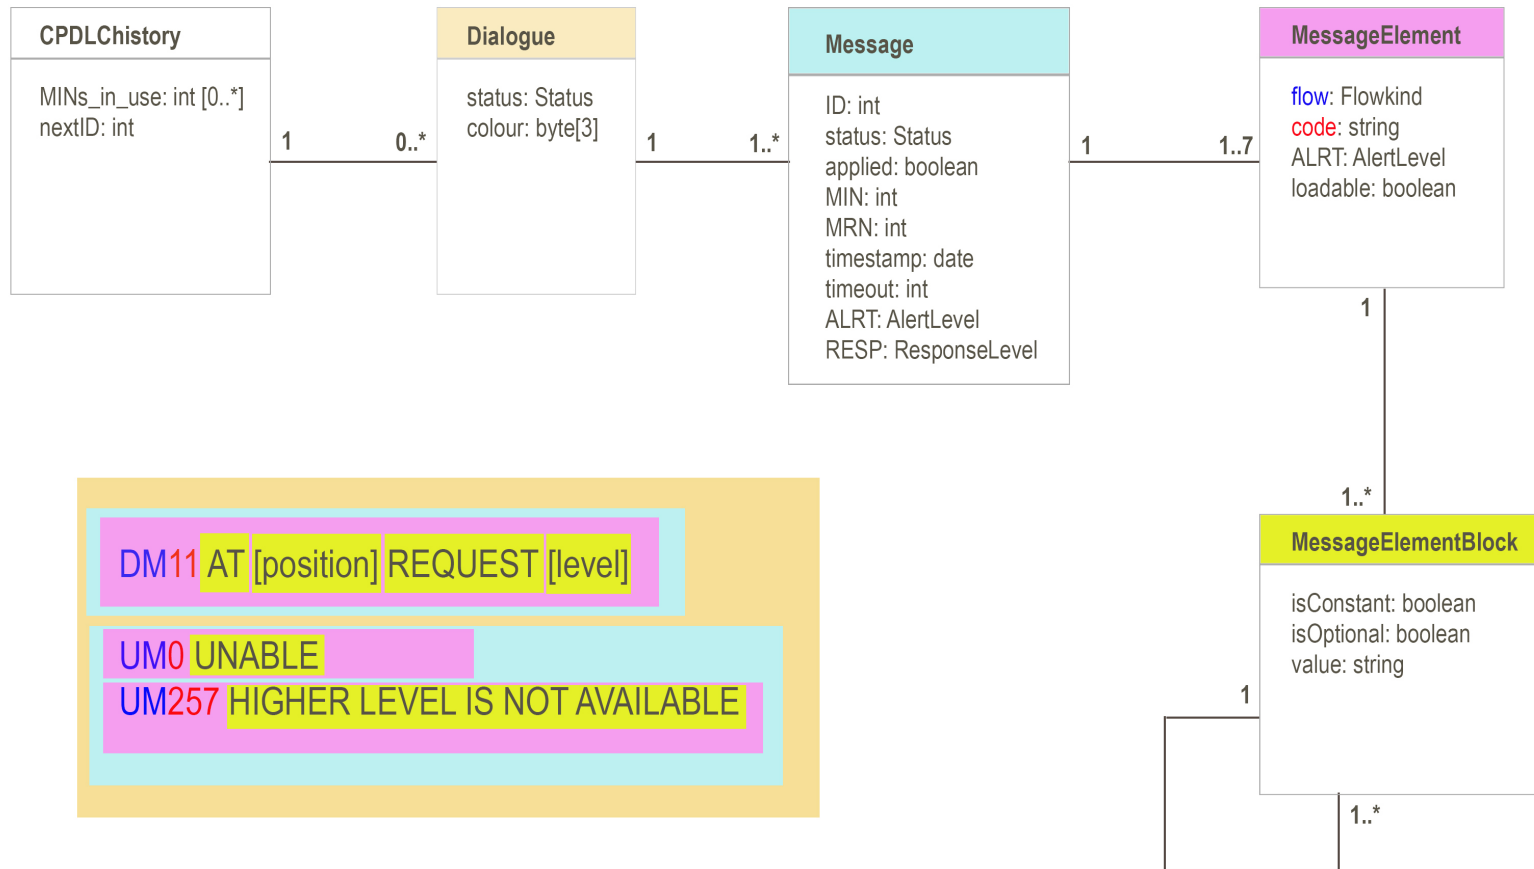 CPDLChistory
MINs_in_use: int [0..*]
nextID: int
1
0..*
Dialogue
status: Status
colour: byte[3]
1
1..*
Message
ID: int
status: Status
applied: boolean
MIN: int
MRN: int
timestamp: date
timeout: int
ALRT: AlertLevel
RESP: ResponseLevel
1
1..7
MessageElement
flow: Flowkind
code: string
ALRT: AlertLevel
loadable: boolean
1
1..*
MessageElementBlock
isConstant: boolean
isOptional: boolean
value: string
1
1..*
DM11 AT [position] REQUEST [level]
UM0 UNABLE
UM257 HIGHER LEVEL IS NOT AVAILABLE